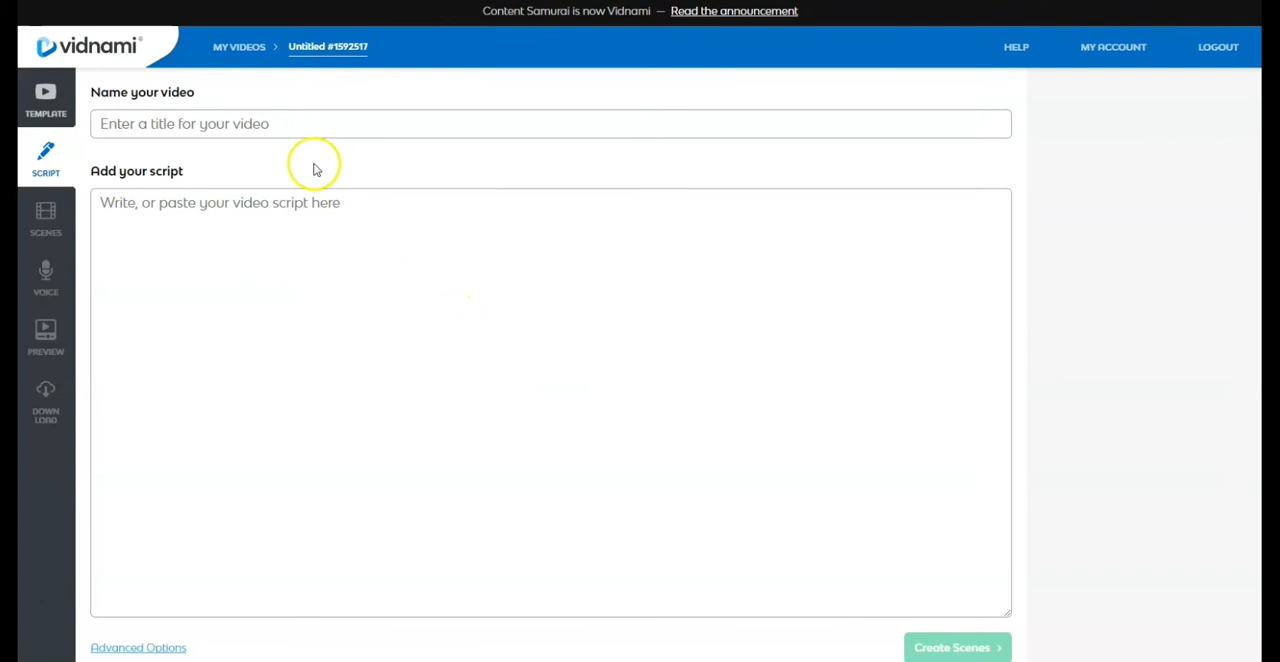 Content Samurai is now Vidnami — Read the announcement
vidnami®
MY VIDEOS > Untitled #1592517
HELP
MY ACCOUNT
LOGOUT
TEMPLATE
SCRIPT
SCENES
VOICE
PREVIEW
DOWN
LOAD
Name your video
Enter a title for your video
Add your script
Write, or paste your video script here
Advanced Options
Create Scenes >